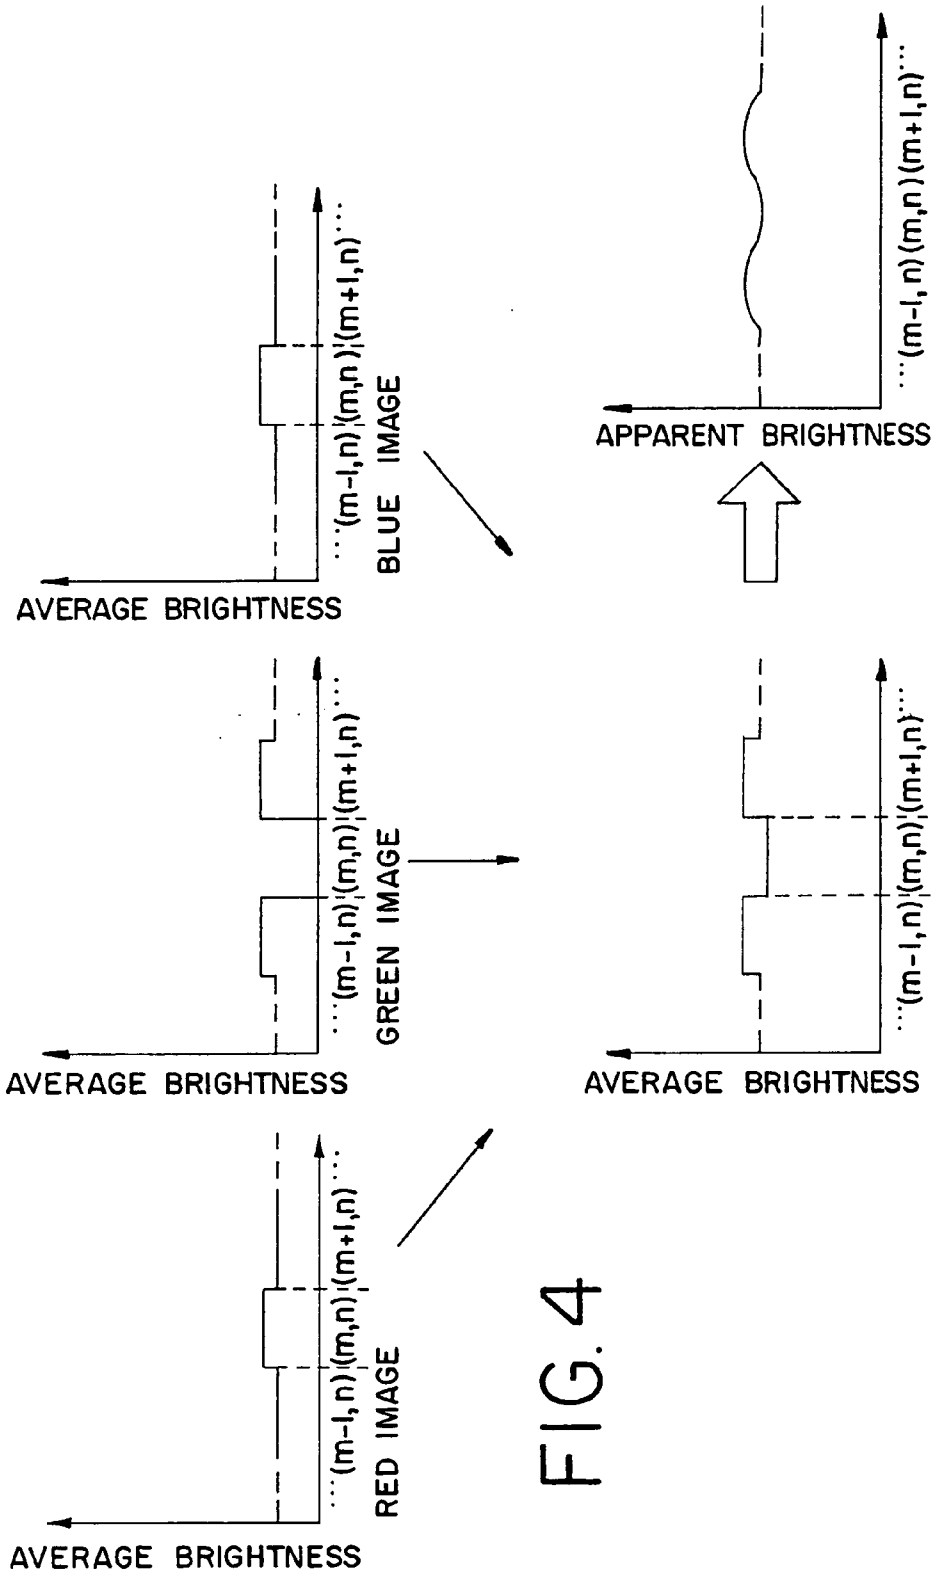 AVERAGE BRIGHTNESS
...(m-1,n) (m,n) (m+1,n)...
RED IMAGE
AVERAGE BRIGHTNESS
...(m-1,n) (m,n) (m+1,n)...
GREEN IMAGE
AVERAGE BRIGHTNESS
...(m-1,n) (m,n) (m+1,n)...
BLUE IMAGE
AVERAGE BRIGHTNESS
...(m-1,n) (m,n) (m+1,n)...
APPARENT BRIGHTNESS
...(m-1,n) (m,n) (m+1,n)...
FIG. 4